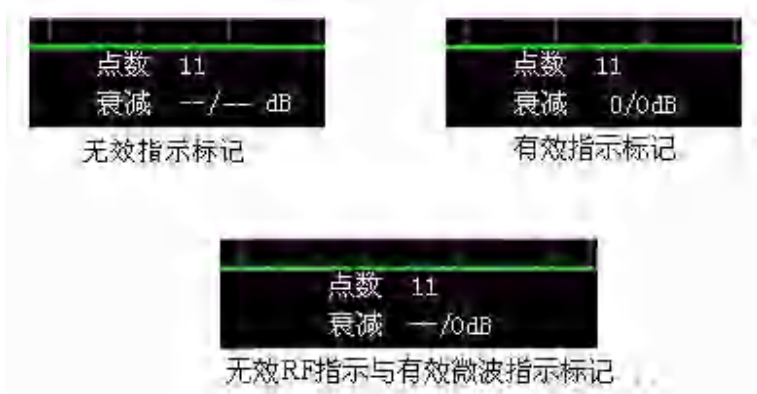 点数 11
衰减 --/-- dB
无效指示标记
点数 11
衰减 0/0dB
有效指示标记
点数 11
衰减 --/0dB
无效RF指示与有效微波指示标记